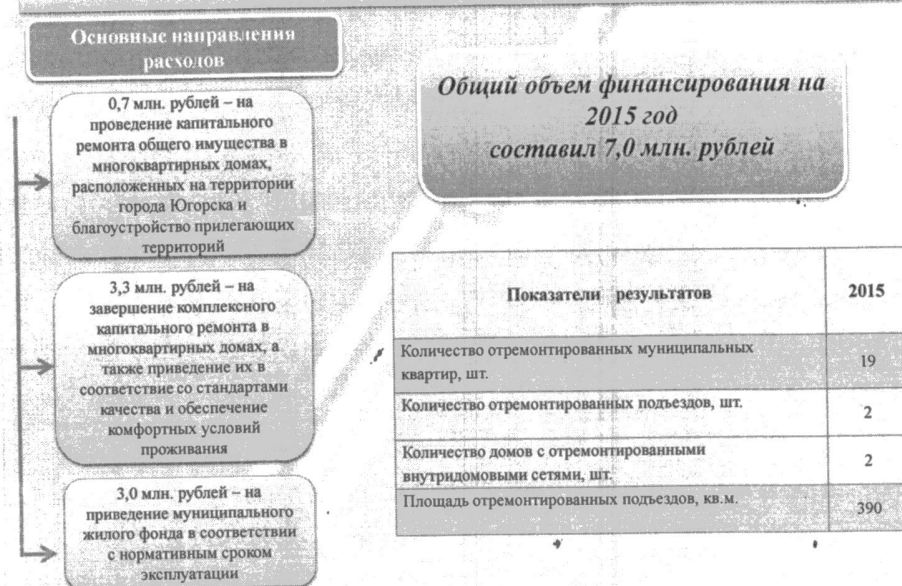 Основные направления
расходов
0,7 млн. рублей – на
проведение капитального
ремонта общего имущества в
многоквартирных домах,
расположенных на территории
города Югорска и
благоустройство прилегающих
территорий
3,3 млн. рублей – на
завершение комплексного
капитального ремонта в
многоквартирных домах, а
также приведение их в
соответствие со стандартами
качества и обеспечение
комфортных условий
проживания
3,0 млн. рублей – на
приведение муниципального
жилого фонда в соответствии
с нормативным сроком
эксплуатации
Общий объем финансирования на
2015 год
составил 7,0 млн. рублей
Показатели результатов 2015
Количество отремонтированных муниципальных
квартир, шт. 19
Количество отремонтированных подъездов, шт. 2
Количество домов с отремонтированными
внутридомовыми сетями, шт. 2
Площадь отремонтированных подъездов, кв.м. 390